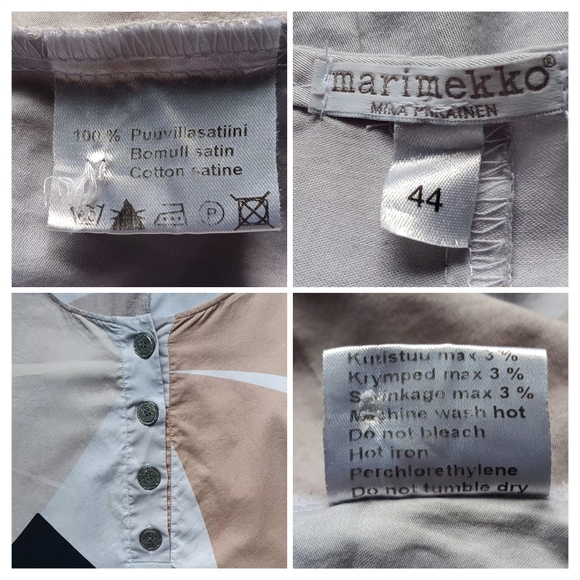 100 % Puuvillasatiini
Bomull satin
Cotton satine
P
marimekko®
MIKA PIIRAINEN
44
Kutistuu max 3 %
Krymped max 3 %
Shrinkage max 3 %
Machine wash hot
Do not bleach
Hot iron
Perchlorethylene
Do not tumble dry